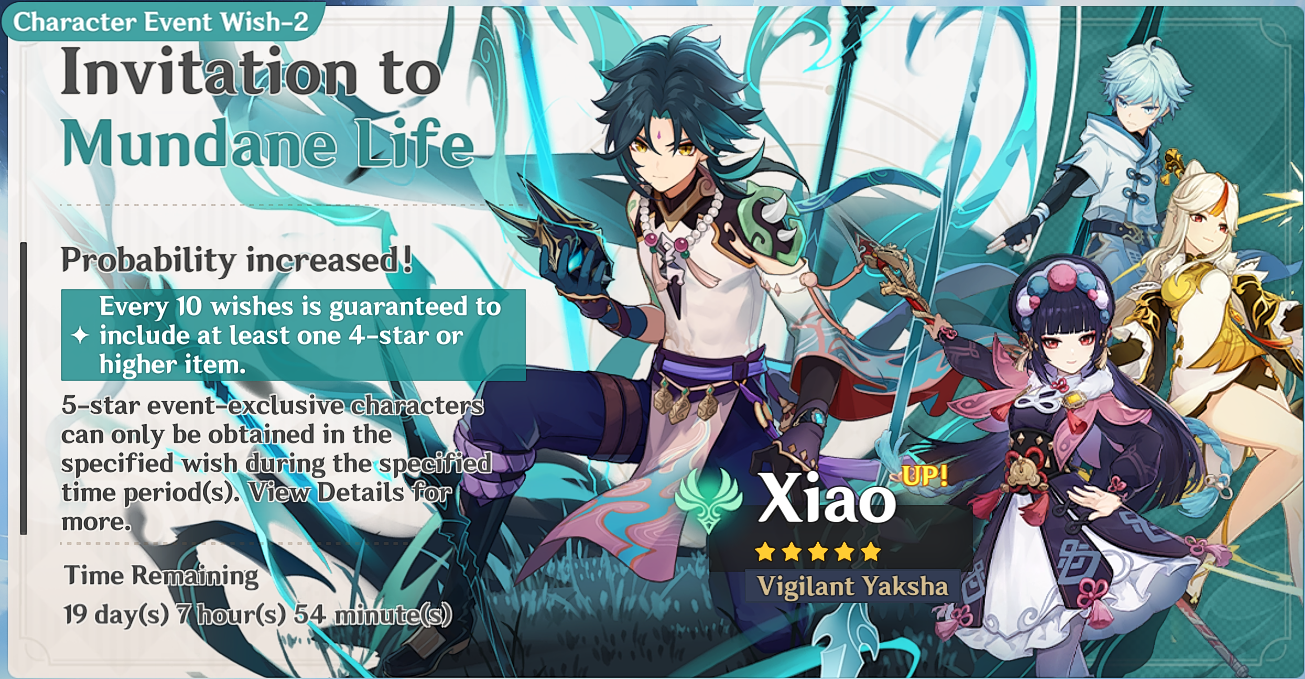 Character Event Wish-2
Invitation to
Mundane Life
Probability increased!
Every 10 wishes is guaranteed to
include at least one 4-star or
higher item.
5-star event-exclusive characters
can only be obtained in the
specified wish during the specified
time period(s). View Details for
more.
Time Remaining
19 day(s) 7 hour(s) 54 minute(s)
Xiao
UP!
Vigilant Yaksha